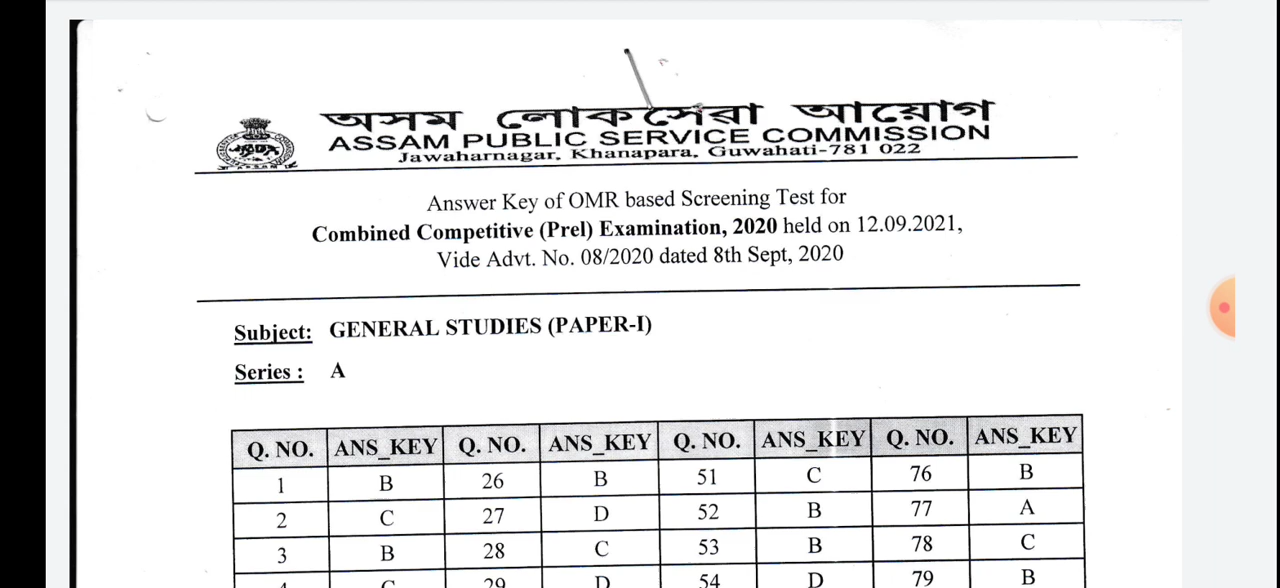 অসম লোকসেৱা আয়োগ
ASSAM PUBLIC SERVICE COMMISSION
Jawaharnagar, Khanapara, Guwahati-781 022
Answer Key of OMR based Screening Test for
Combined Competitive (Prel) Examination, 2020 held on 12.09.2021,
Vide Advt. No. 08/2020 dated 8th Sept, 2020
Subject: GENERAL STUDIES (PAPER-I)
Series : A
Q. NO. ANS_KEY Q. NO. ANS_KEY Q. NO. ANS_KEY Q. NO. ANS_KEY
1 B 26 B 51 C 76 B
2 C 27 D 52 B 77 A
3 B 28 C 53 B 78 C
4 C 29 D 54 D 79 B